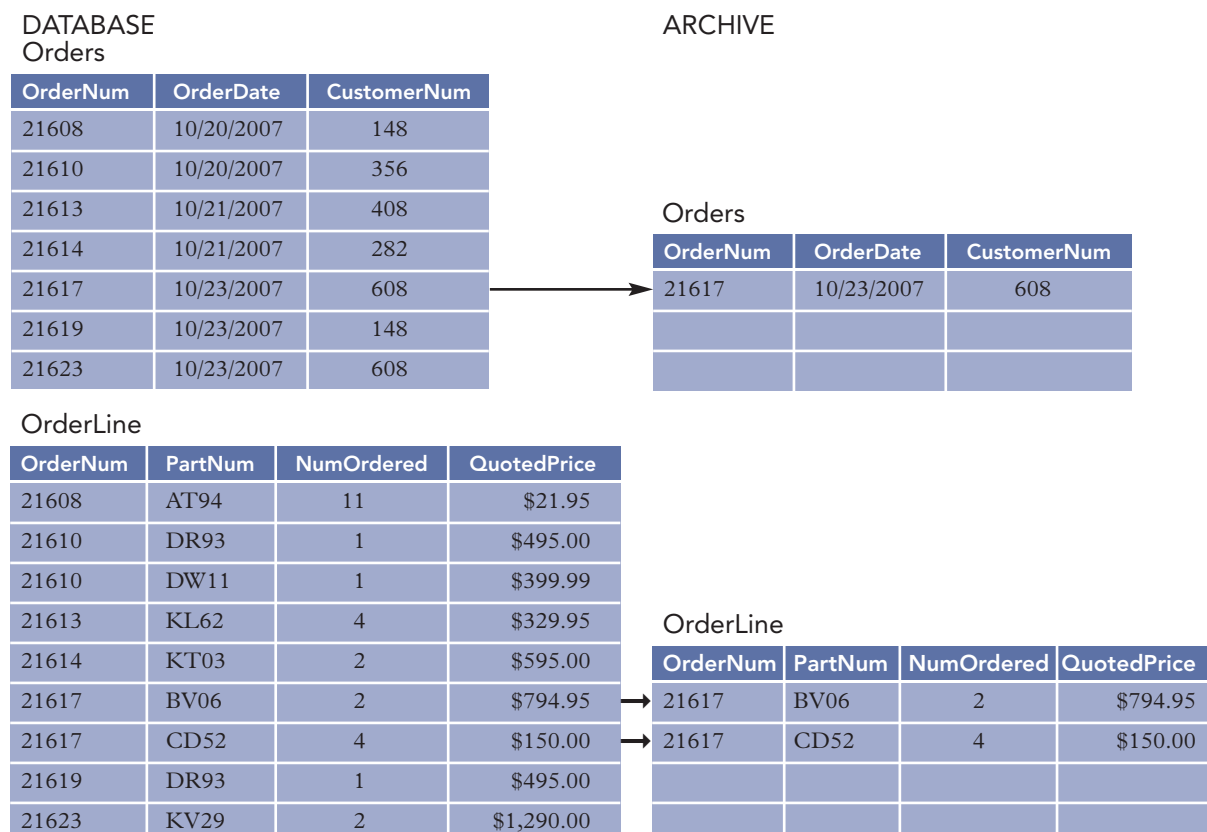 DATABASE
ARCHIVE
Orders
OrderNum OrderDate CustomerNum
21608 10/20/2007 148
21610 10/20/2007 356
21613 10/21/2007 408
21614 10/21/2007 282
21617 10/23/2007 608
21619 10/23/2007 148
21623 10/23/2007 608
Orders
OrderNum OrderDate CustomerNum
21617 10/23/2007 608
OrderLine
OrderNum PartNum NumOrdered QuotedPrice
21608 AT94 11 $21.95
21610 DR93 1 $495.00
21610 DW11 1 $399.99
21613 KL62 4 $329.95
21614 KT03 2 $595.00
21617 BV06 2 $794.95
21617 CD52 4 $150.00
21619 DR93 1 $495.00
21623 KV29 2 $1,290.00
OrderLine
OrderNum PartNum NumOrdered QuotedPrice
21617 BV06 2 $794.95
21617 CD52 4 $150.00